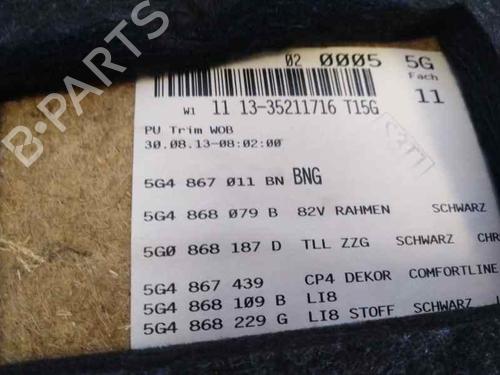 02 0005 5G
Fach
W1 11 13-35211716 T15G 11
PU Trim WOB
30.08.13-08:02:00
5G4 867 011 BN BNG
5G4 868 079 B 82V RAHMEN SCHWARZ
5G0 868 187 D TLL ZZG SCHWARZ CHR
5G4 867 439 CP4 DEKOR COMFORTLINE
5G4 868 109 B LI8
5G4 868 229 G LI8 STOFF SCHWARZ
B-PARTS